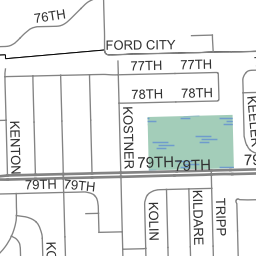 76TH
FORD CITY
77TH 77TH
78TH 78TH
KEELER
KENTON
KOSTNER
79TH 79TH
79
79TH 79TH
KOLIN
KILDARE
TRIPP
KO